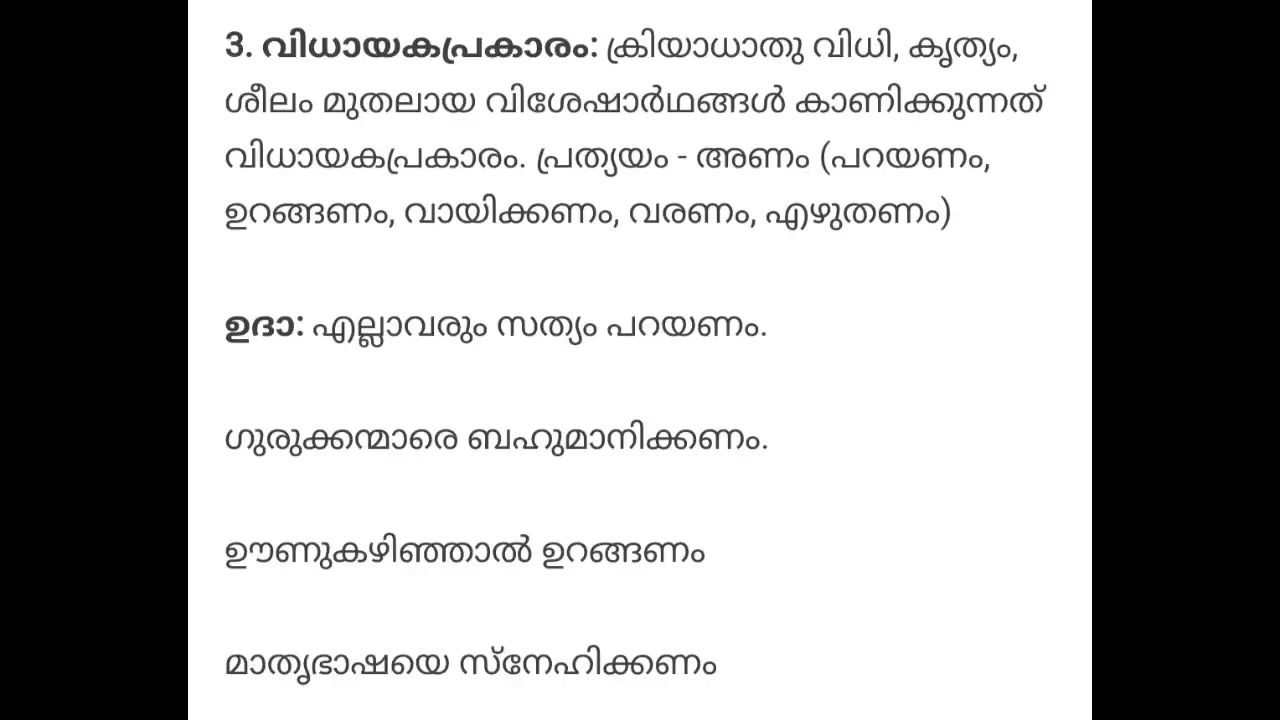 3. വിധായകപ്രകാരം: ക്രിയാധാതു വിധി, കൃത്യം,
ശീലം മുതലായ വിശേഷാർഥങ്ങൾ കാണിക്കുന്നത്
വിധായകപ്രകാരം. പ്രത്യയം - അണം (പറയണം,
ഉറങ്ങണം, വായിക്കണം, വരണം, എഴുതണം)
ഉദാ: എല്ലാവരും സത്യം പറയണം.
ഗുരുക്കന്മാരെ ബഹുമാനിക്കണം.
ഊണുകഴിഞ്ഞാൽ ഉറങ്ങണം
മാതൃഭാഷയെ സ്നേഹിക്കണം